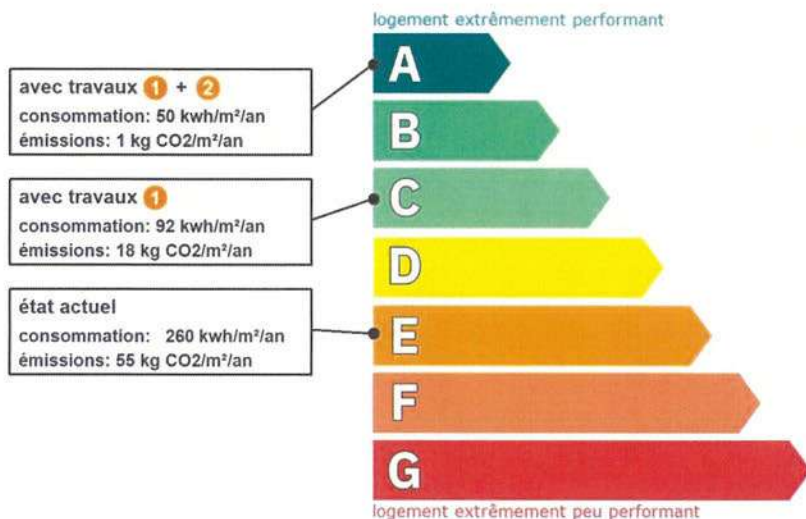 logement extrêmement performant
A
avec travaux 1 + 2
consommation: 50 kwh/m²/an
émissions: 1 kg CO2/m²/an
B
avec travaux 1
consommation: 92 kwh/m²/an
émissions: 18 kg CO2/m²/an
C
D
état actuel
consommation: 260 kwh/m²/an
émissions: 55 kg CO2/m²/an
E
F
G
logement extrêmement peu performant